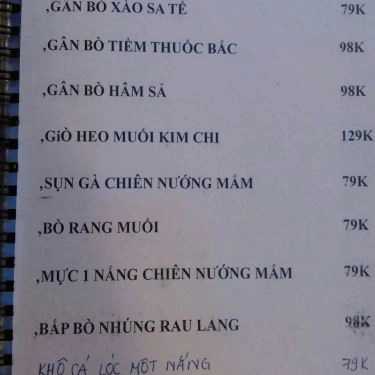 ,GÂN BÒ XÀO SA TẾ 79K
,GÂN BÒ TIỀM THUỐC BẮC 98K
,GÂN BÒ HẦM SẢ 98K
,GIÒ HEO MUỐI KIM CHI 129K
,SỤN GÀ CHIÊN NƯỚNG MẮM 79K
,BÒ RANG MUỐI 79K
,MỰC 1 NẮNG CHIÊN NƯỚNG MẮM 79K
,BẮP BÒ NHÚNG RAU LANG 98K
KHÔ CÁ LÓC MỘT NẮNG 79K